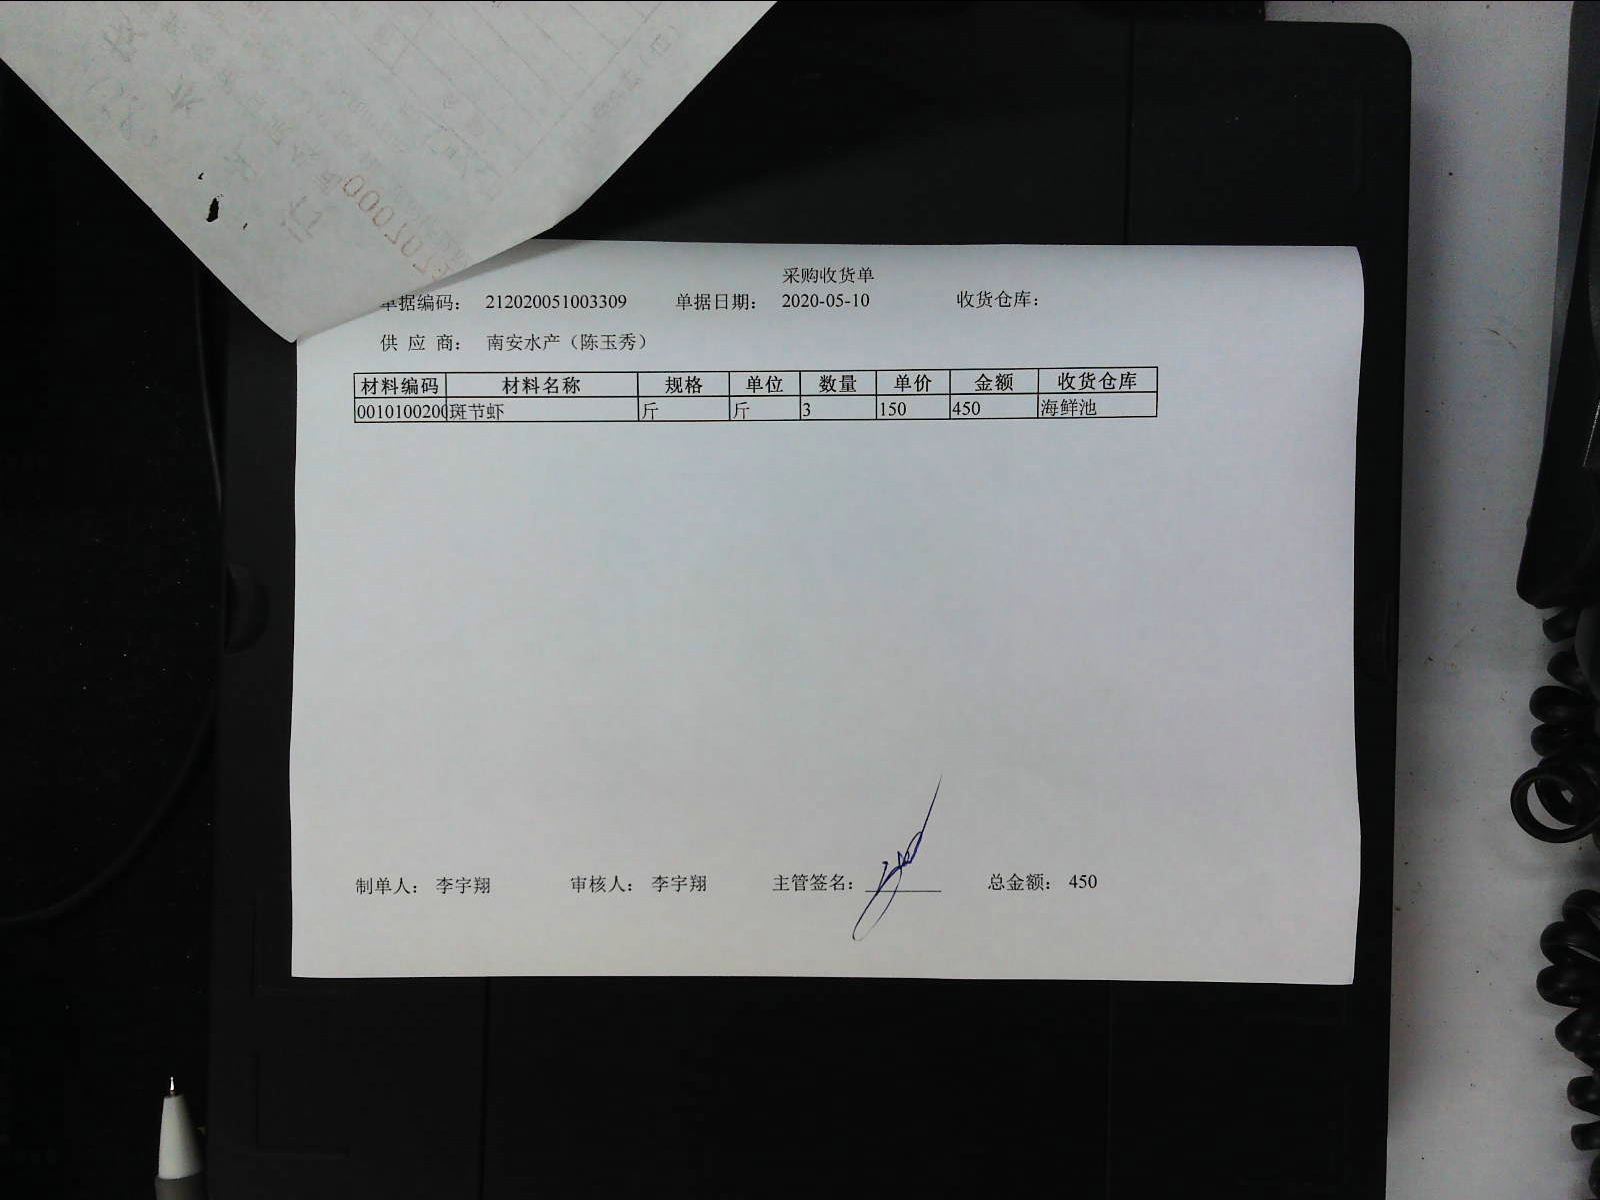 采购收货单
单据编码： 212020051003309 单据日期： 2020-05-10 收货仓库：
供 应 商： 南安水产（陈玉秀）
材料编码 材料名称 规格 单位 数量 单价 金额 收货仓库
0010100200 斑节虾 斤 斤 3 150 450 海鲜池
制单人： 李宇翔 审核人： 李宇翔 主管签名： 总金额： 450